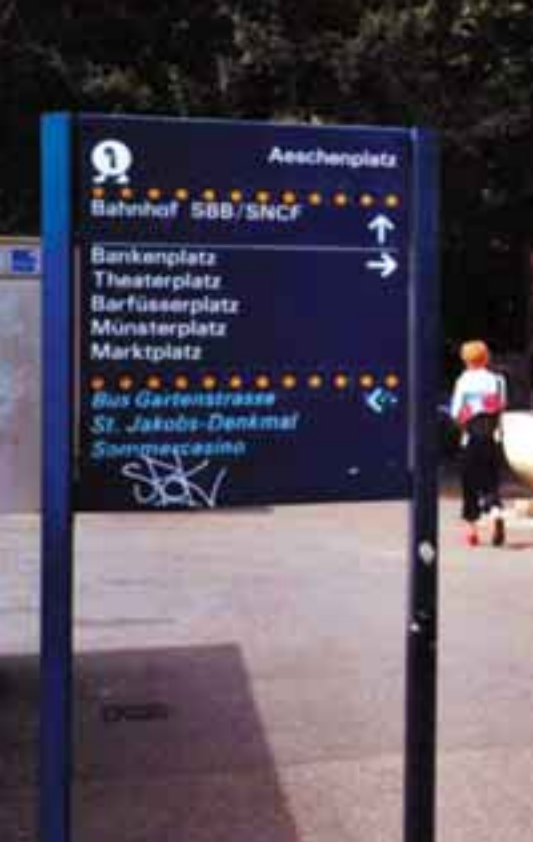 Aeschenplatz
Bahnhof SBB/SNCF
Bankenplatz
Theaterplatz
Barfüsserplatz
Münsterplatz
Marktplatz
Bus Gartenstrasse
St. Jakobs-Denkmal
Sommercasino